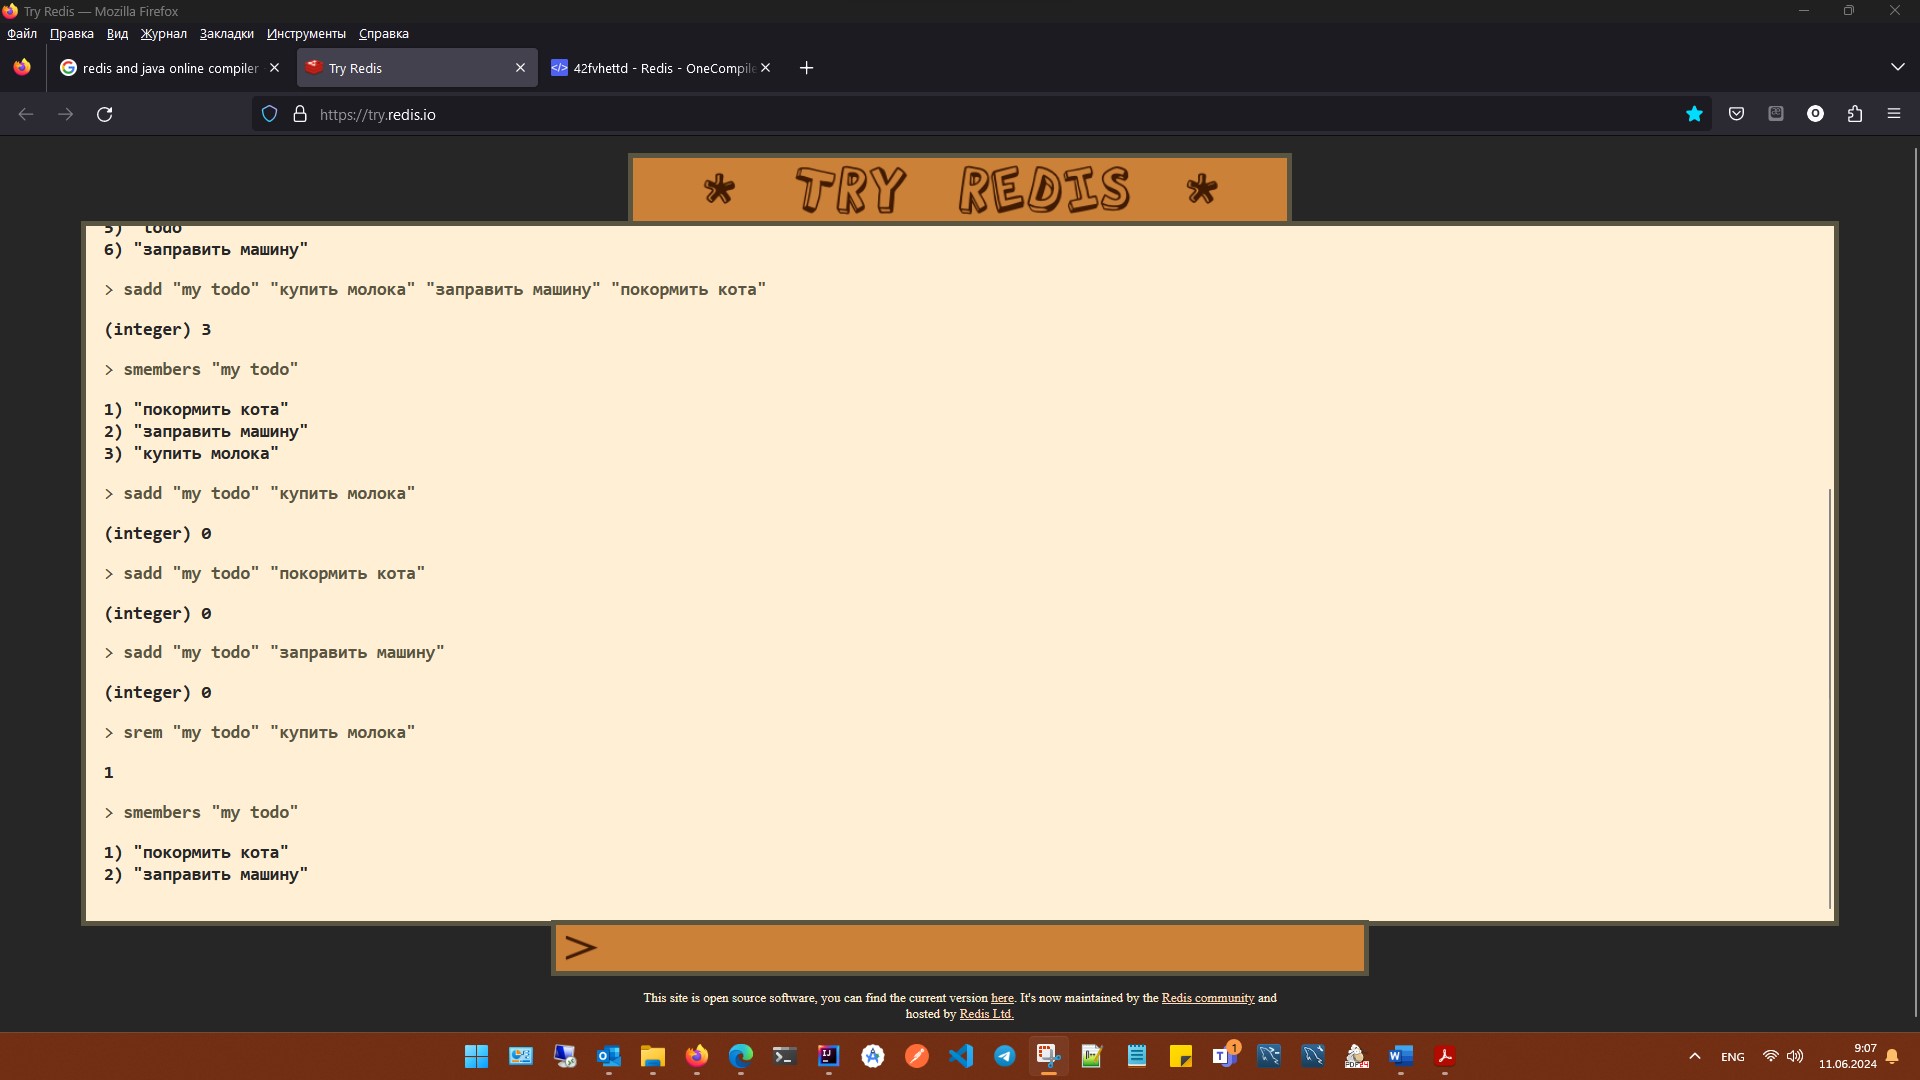 Try Redis — Mozilla Firefox
Файл Правка Вид Журнал Закладки Инструменты Справка
redis and java online compiler
Try Redis
42fvhettd - Redis - OneCompile
https://try.redis.io
* TRY REDIS *
5) "todo"
6) "заправить машину"
> sadd "my todo" "купить молока" "заправить машину" "покормить кота"
(integer) 3
> smembers "my todo"
1) "покормить кота"
2) "заправить машину"
3) "купить молока"
> sadd "my todo" "купить молока"
(integer) 0
> sadd "my todo" "покормить кота"
(integer) 0
> sadd "my todo" "заправить машину"
(integer) 0
> srem "my todo" "купить молока"
1
> smembers "my todo"
1) "покормить кота"
2) "заправить машину"
>
This site is open source software, you can find the current version here. It's now maintained by the Redis community and
hosted by Redis Ltd.
1
ENG
9:07
11.06.2024